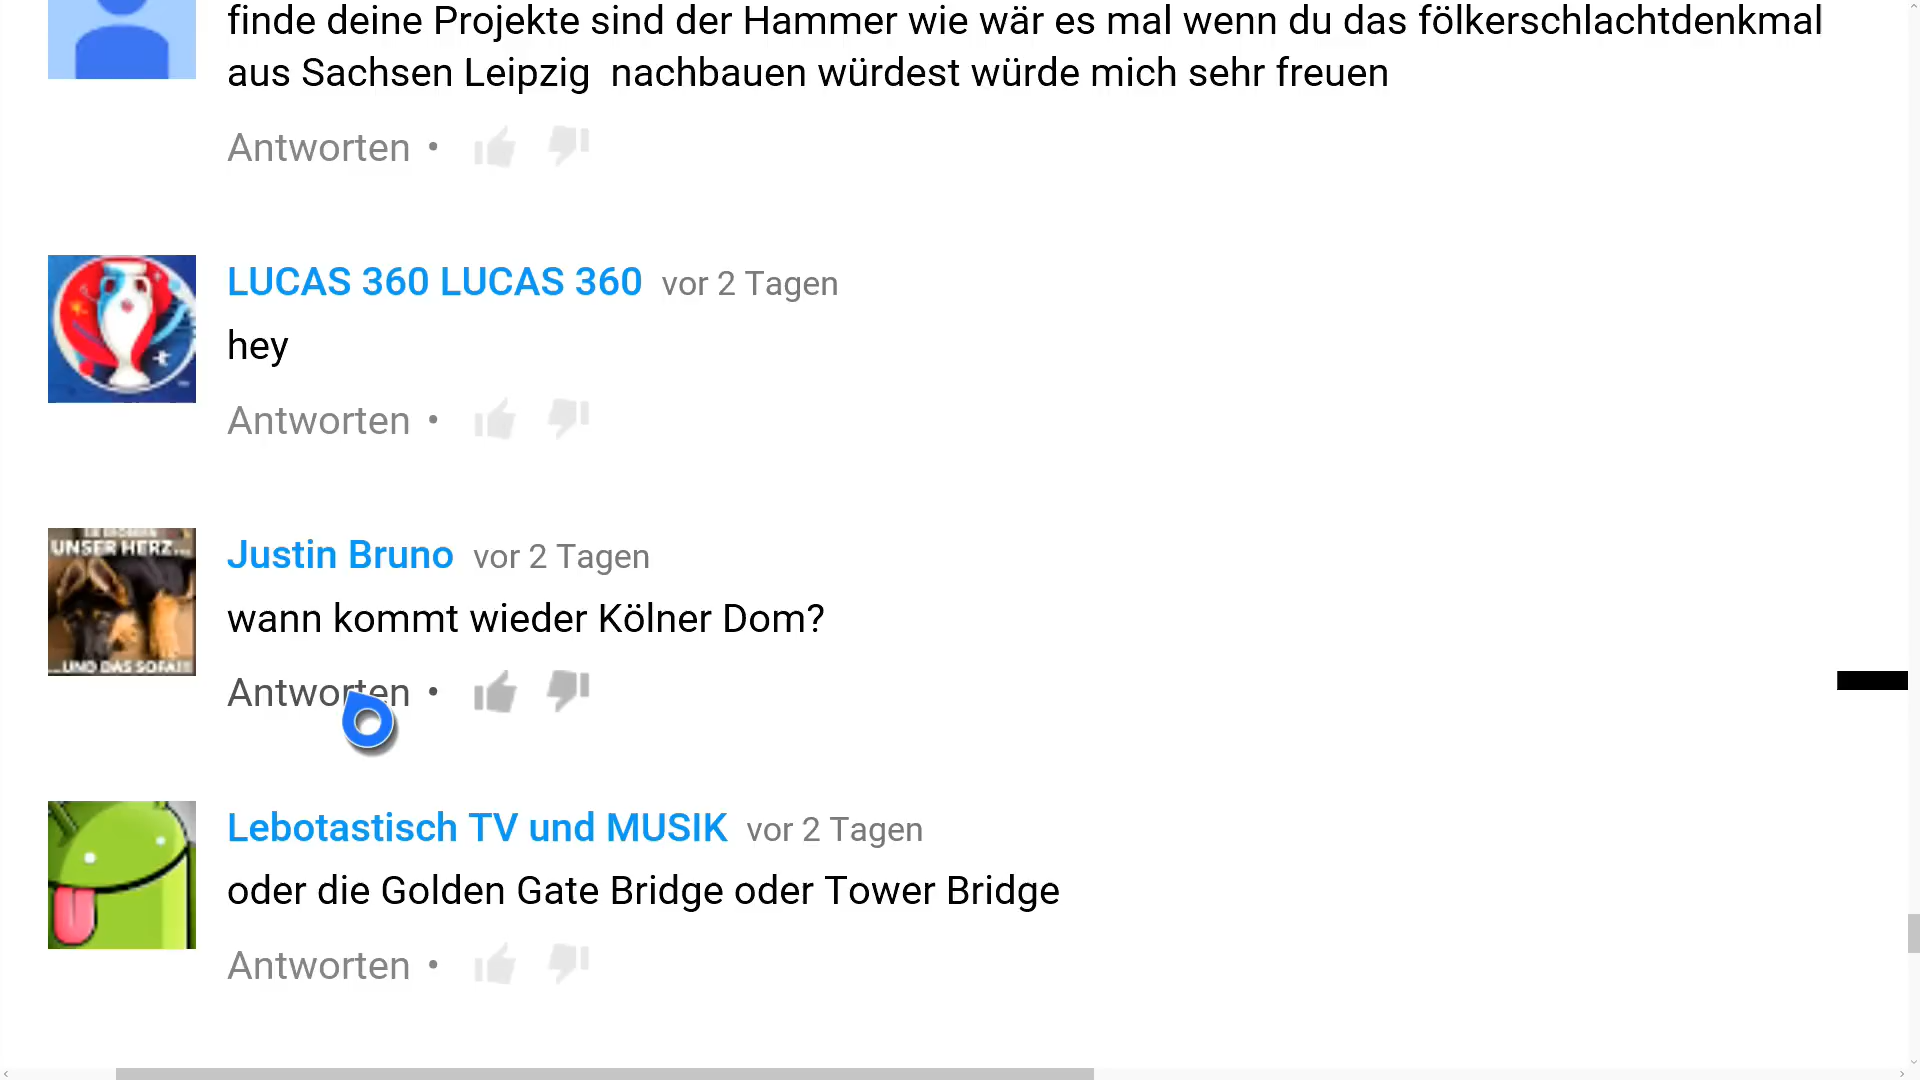 finde deine Projekte sind der Hammer wie wär es mal wenn du das fölkerschlachtdenkmal
aus Sachsen Leipzig nachbauen würdest würde mich sehr freuen
Antworten •
LUCAS 360 LUCAS 360 vor 2 Tagen
hey
Antworten •
UNSER HERZ...
...UND DAS SOFA!!!
Justin Bruno vor 2 Tagen
wann kommt wieder Kölner Dom?
Antworten •
Lebotastisch TV und MUSIK vor 2 Tagen
oder die Golden Gate Bridge oder Tower Bridge
Antworten •